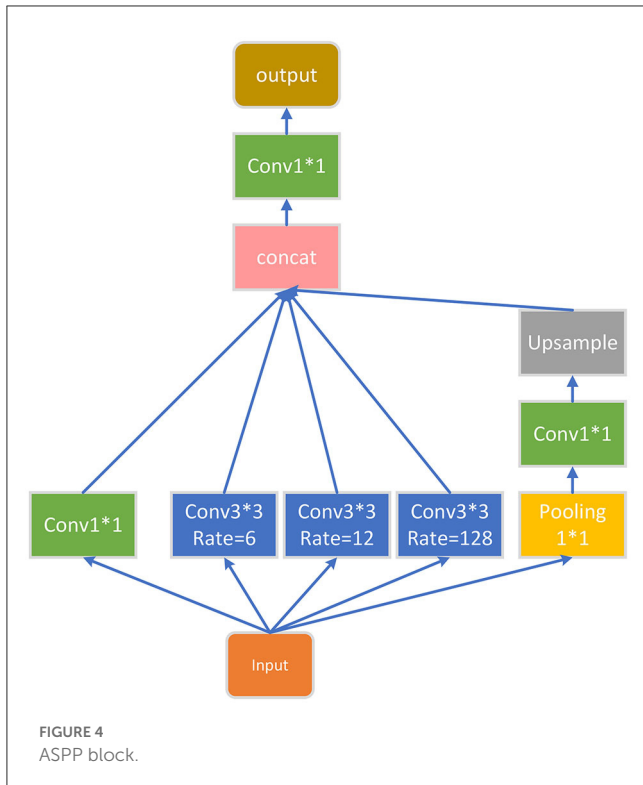 output
Conv1*1
concat
Upsample
Conv1*1
Conv1*1
Conv3*3
Rate=6
Conv3*3
Rate=12
Conv3*3
Rate=128
Pooling
1*1
Input
FIGURE 4
ASPP block.